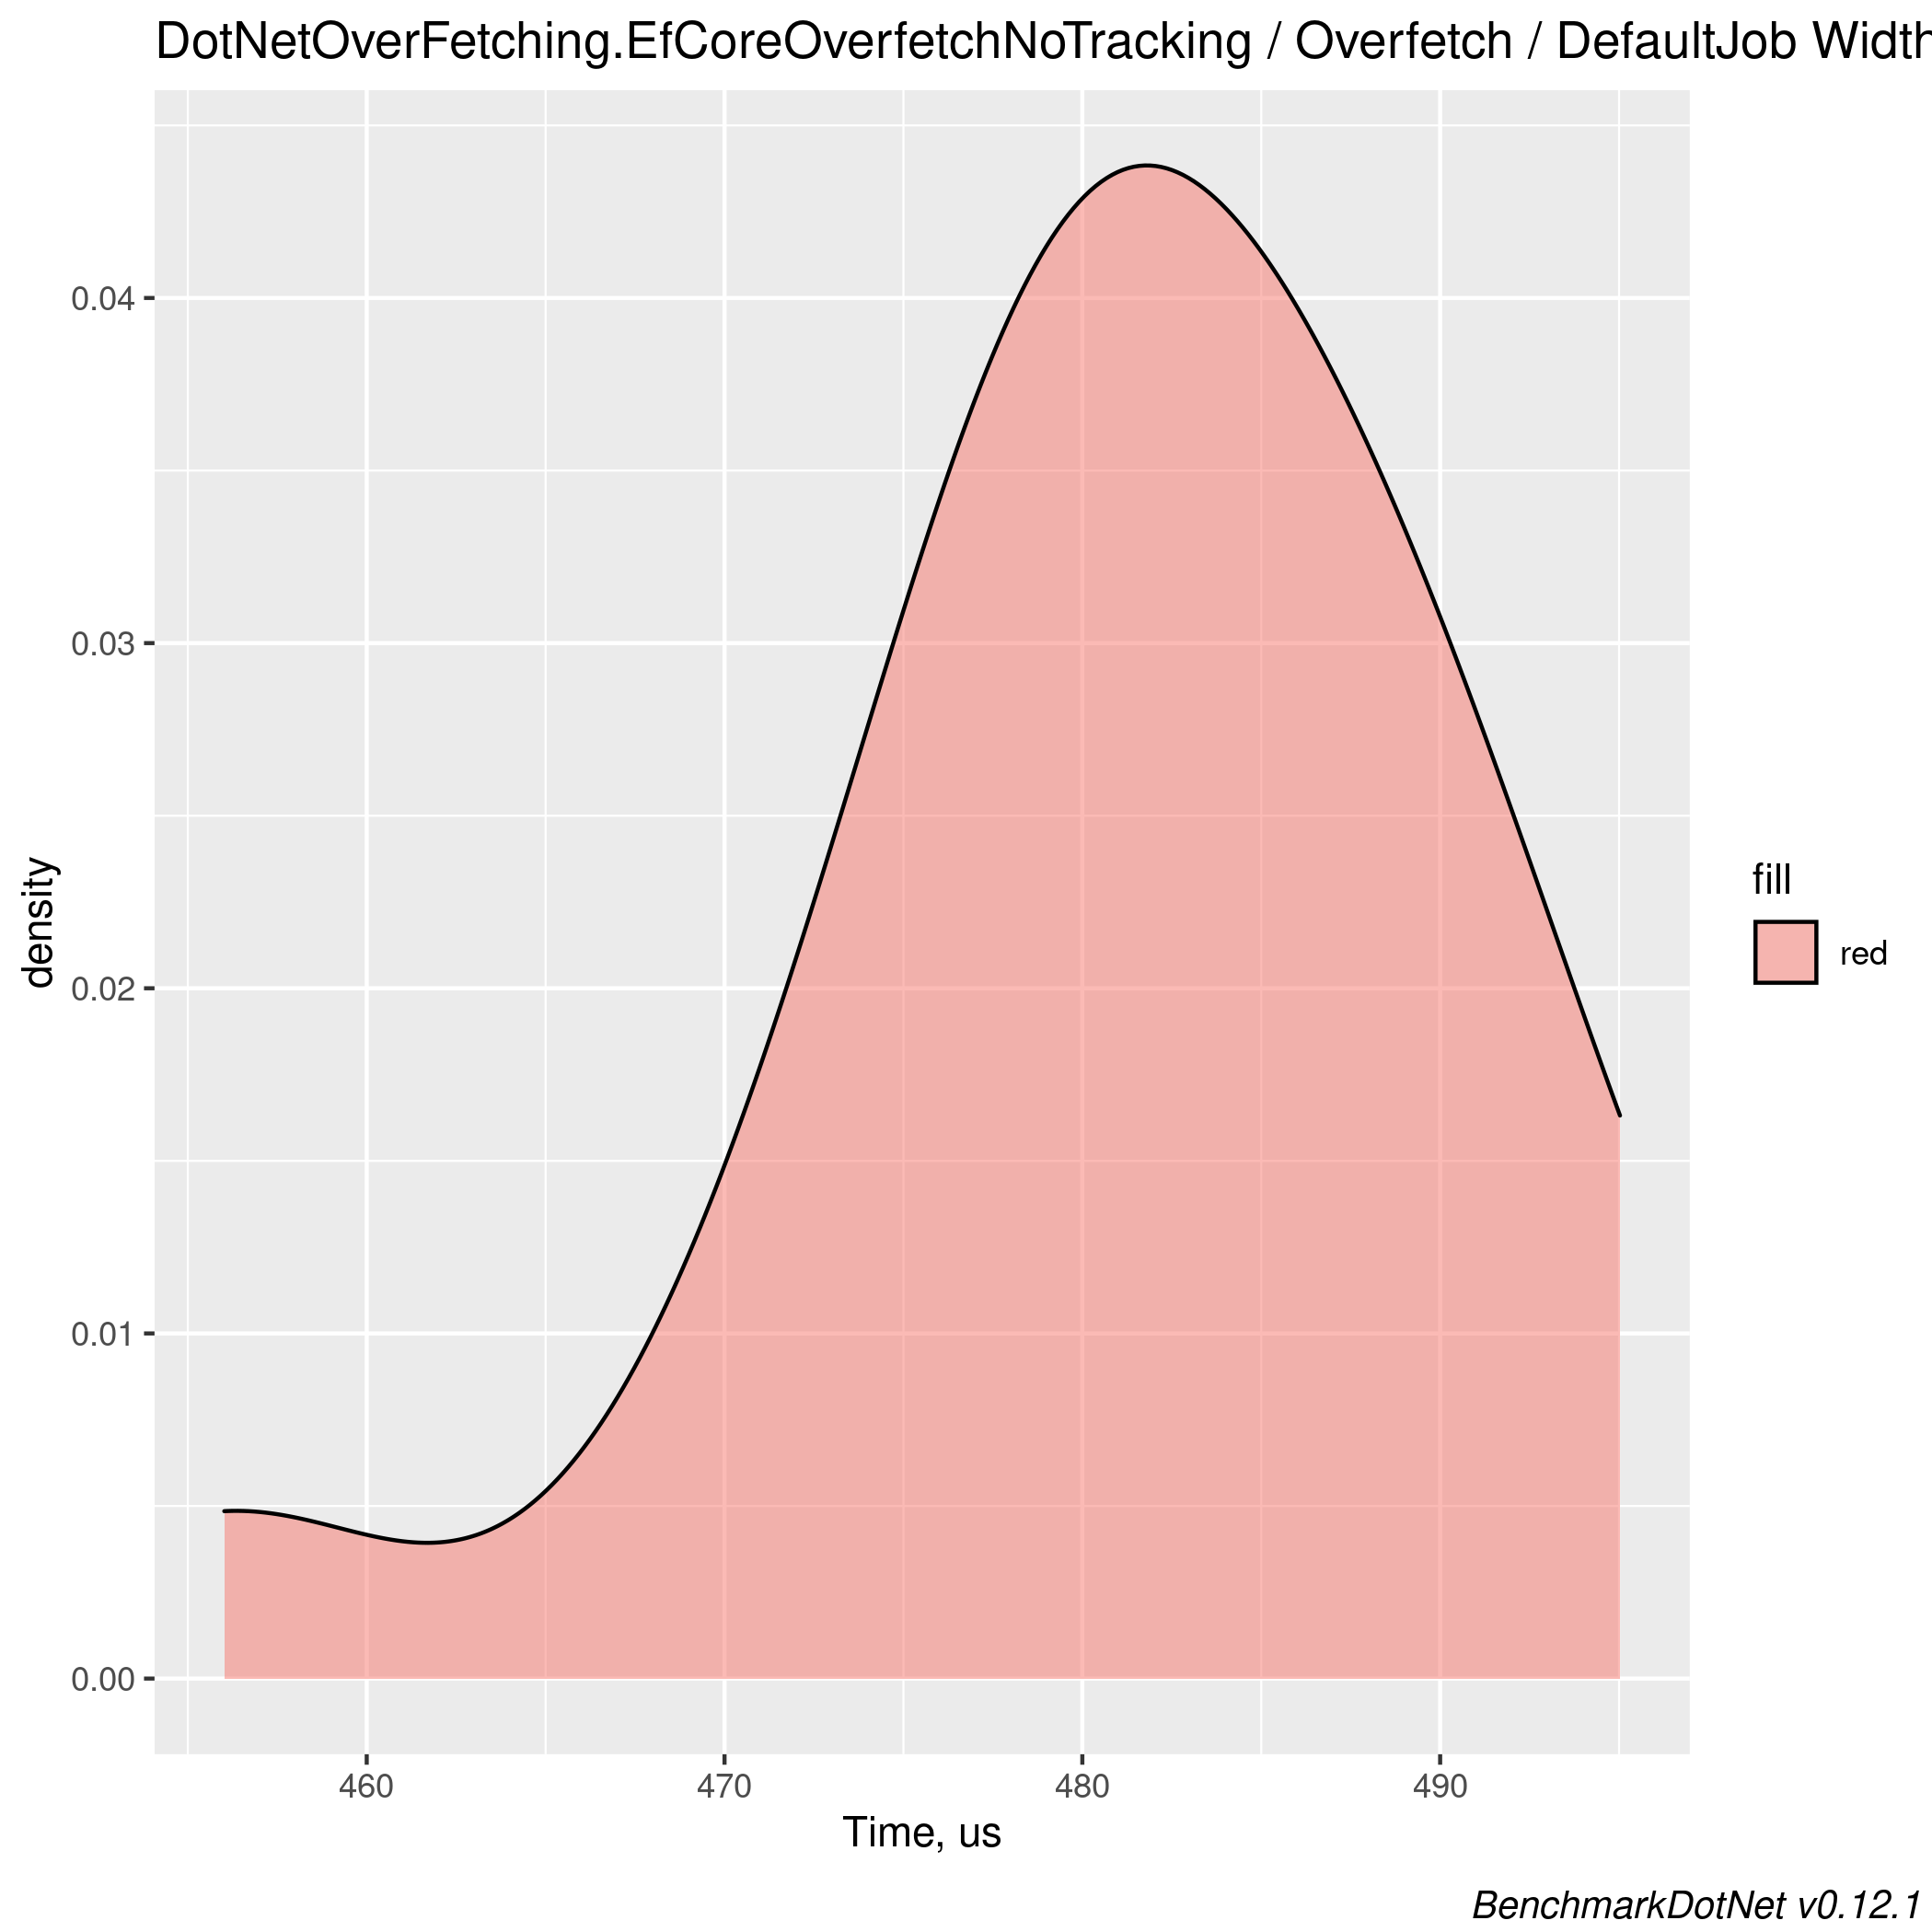 DotNetOverFetching.EfCoreOverfetchNoTracking / Overfetch / DefaultJob Width
0.04
0.03
0.02
0.01
0.00
density
460 470 480 490
Time, us
fill
red
BenchmarkDotNet v0.12.1